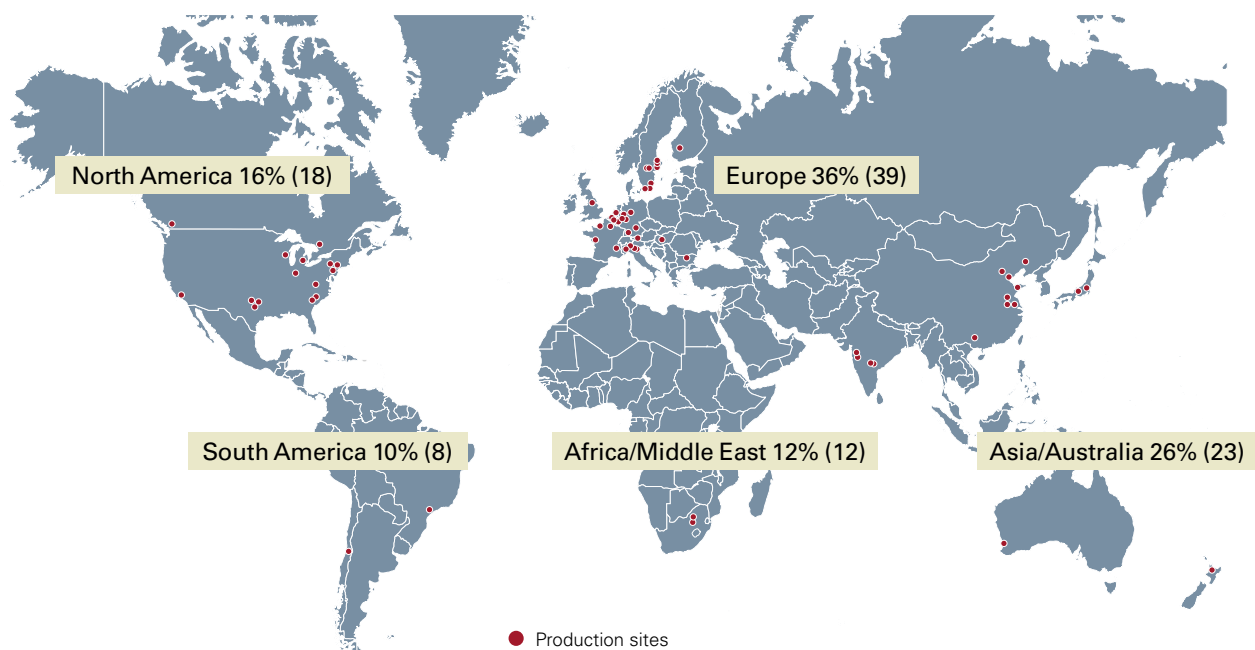 North America 16% (18)
Europe 36% (39)
South America 10% (8)
Africa/Middle East 12% (12)
Asia/Australia 26% (23)
Production sites